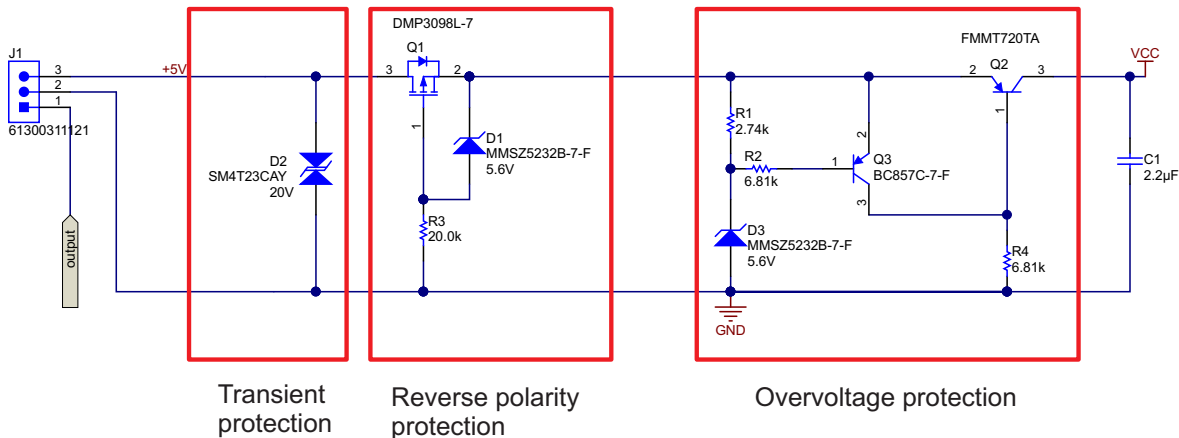 DMP3098L-7
FMMT720TA
J1
Q1
Q2
VCC
3
+5V
3
2
2
3
2
1
61300311121
1
R1
2.74k
1
D1
MMSZ5232B-7-F
5.6V
2
D2
SM4T23CAY
20V
R2
6.81k
1
Q3
BC857C-7-F
3
C1
2.2µF
R3
20.0k
D3
MMSZ5232B-7-F
5.6V
R4
6.81k
output
GND
Transient
protection
Reverse polarity
protection
Overvoltage protection